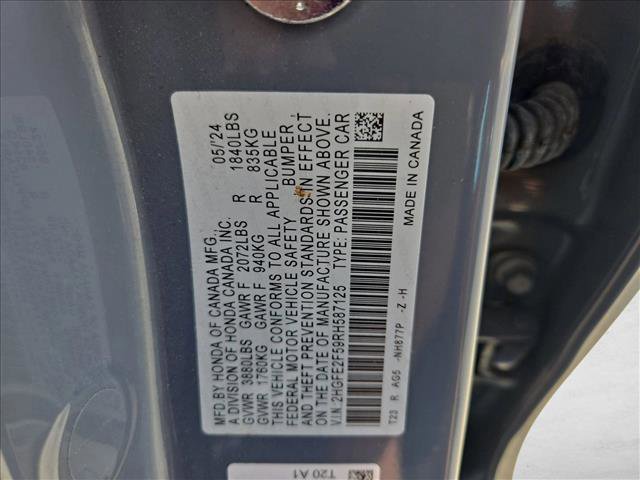 MFD BY HONDA OF CANADA MFG. 05/'24
A DIVISION OF HONDA CANADA INC.
GVWR 3880LBS GAWR F 2072LBS R 1840LBS
GVWR 1760KG GAWR F 940KG R 835KG
THIS VEHICLE CONFORMS TO ALL APPLICABLE
FEDERAL MOTOR VEHICLE SAFETY BUMPER,
AND THEFT PREVENTION STANDARDS IN EFFECT
ON THE DATE OF MANUFACTURE SHOWN ABOVE.
V.I.N. 2HGFE2F59RH587125 TYPE: PASSENGER CAR
T23 R AG5 -NH877P -Z -H
MADE IN CANADA
T20 A1